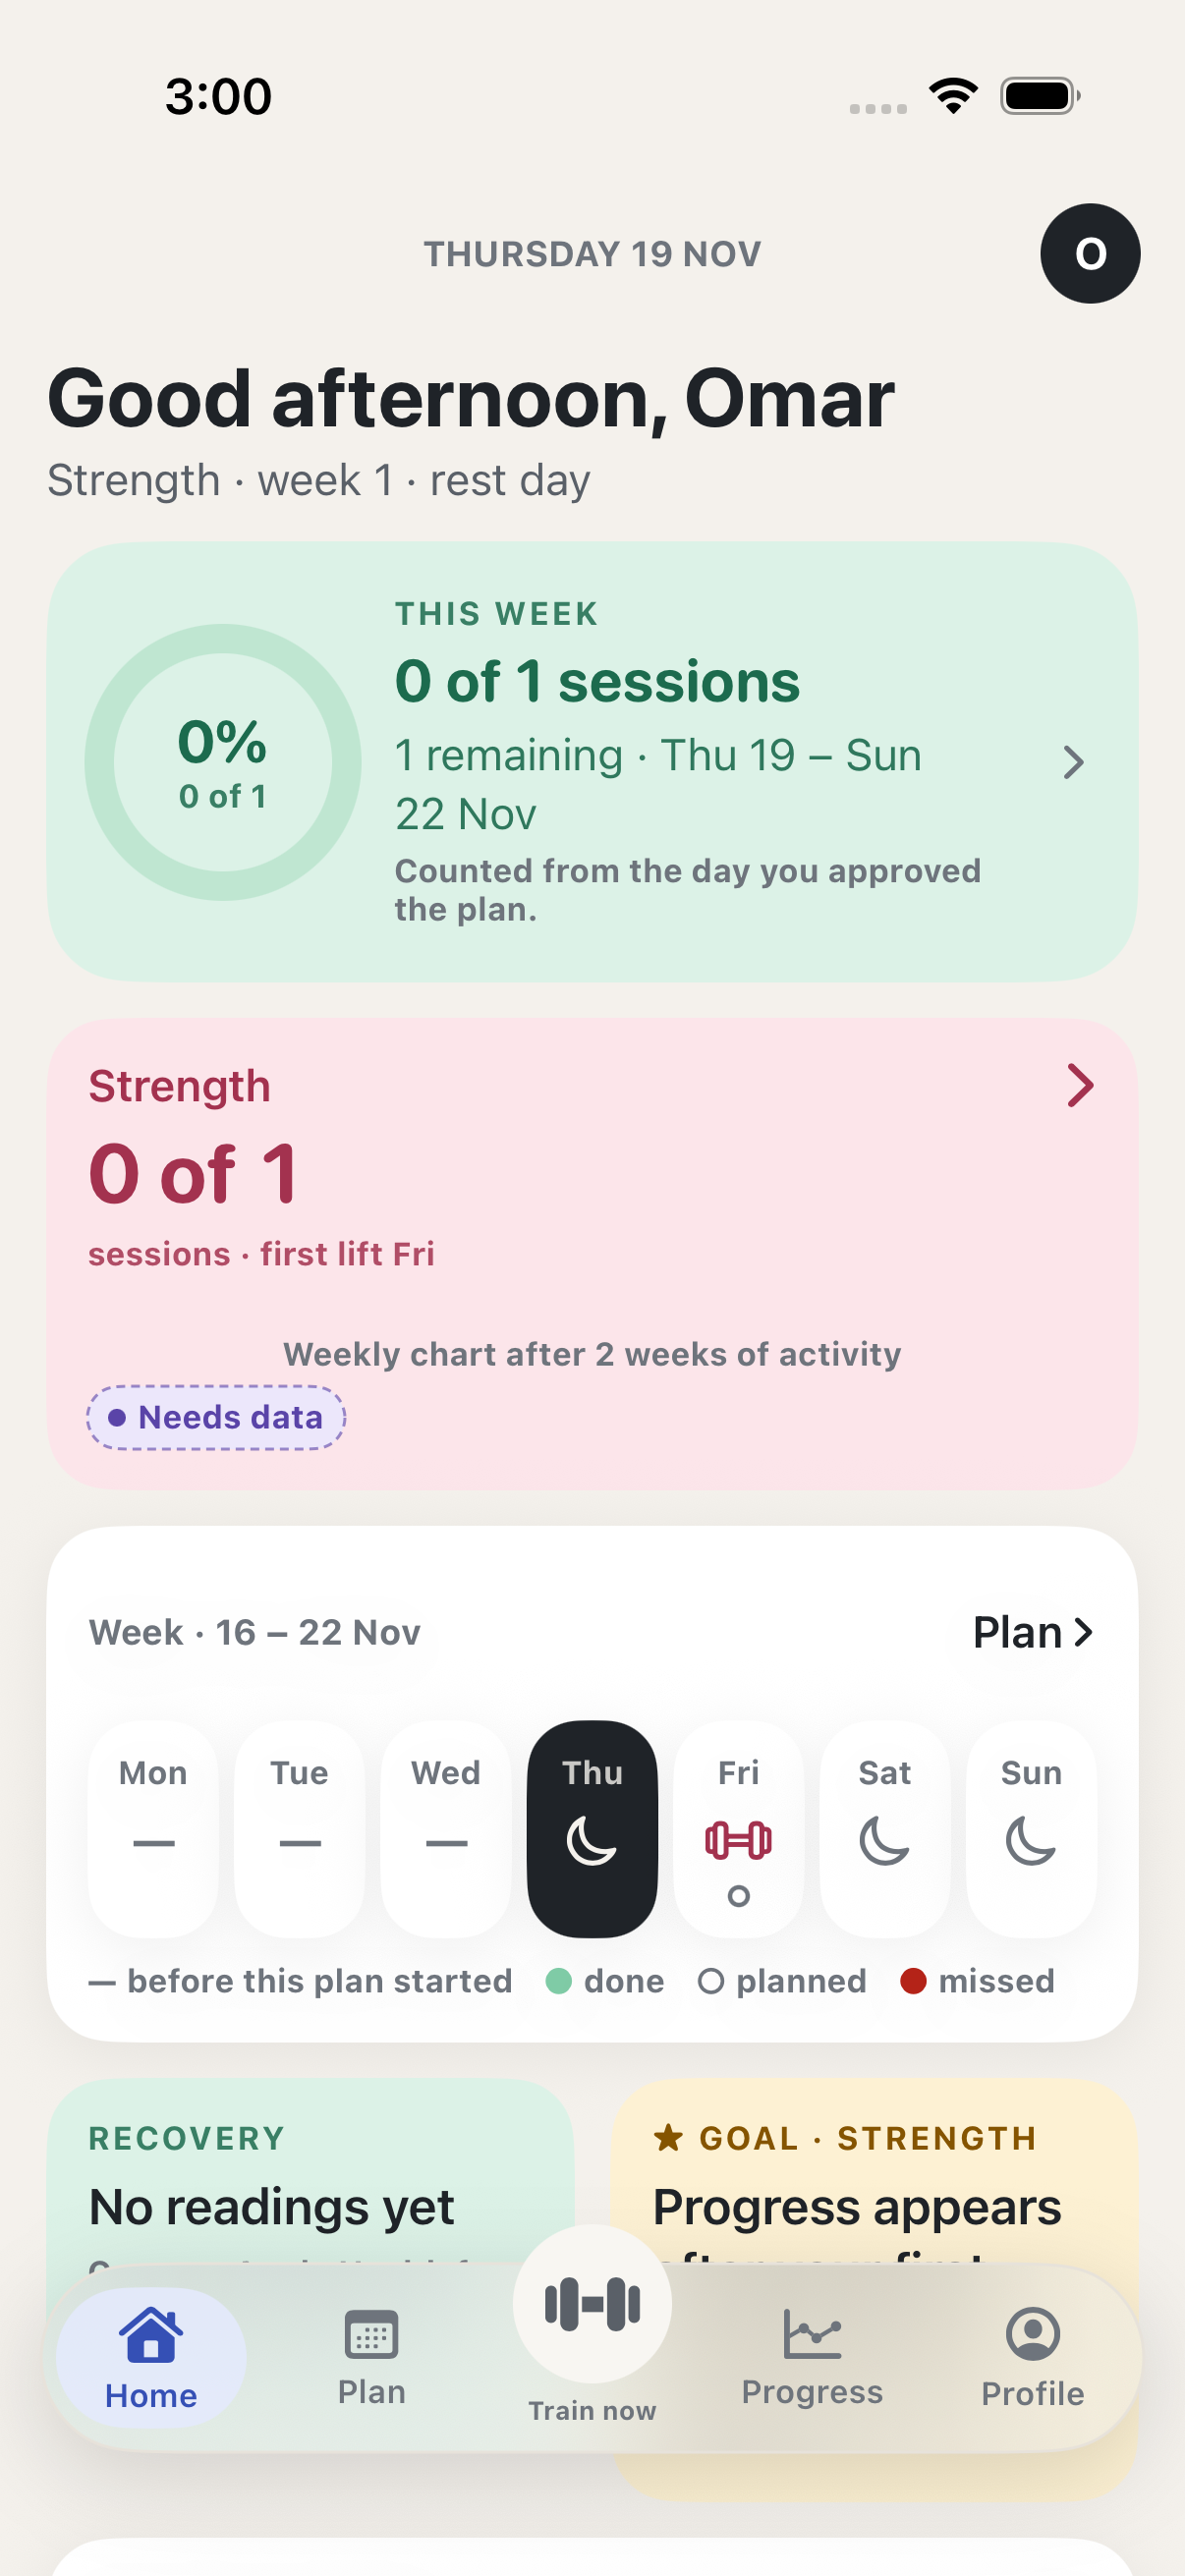 3:00
THURSDAY 19 NOV
O
Good afternoon, Omar
Strength · week 1 · rest day
THIS WEEK
0 of 1 sessions
1 remaining · Thu 19 – Sun
22 Nov
Counted from the day you approved
the plan.
0%
0 of 1
Strength
0 of 1
sessions · first lift Fri
Weekly chart after 2 weeks of activity
Needs data
Week · 16 – 22 Nov
Plan
Mon Tue Wed Thu Fri Sat Sun
— before this plan started done planned missed
RECOVERY
No readings yet
GOAL · STRENGTH
Progress appears
Home
Plan
Train now
Progress
Profile